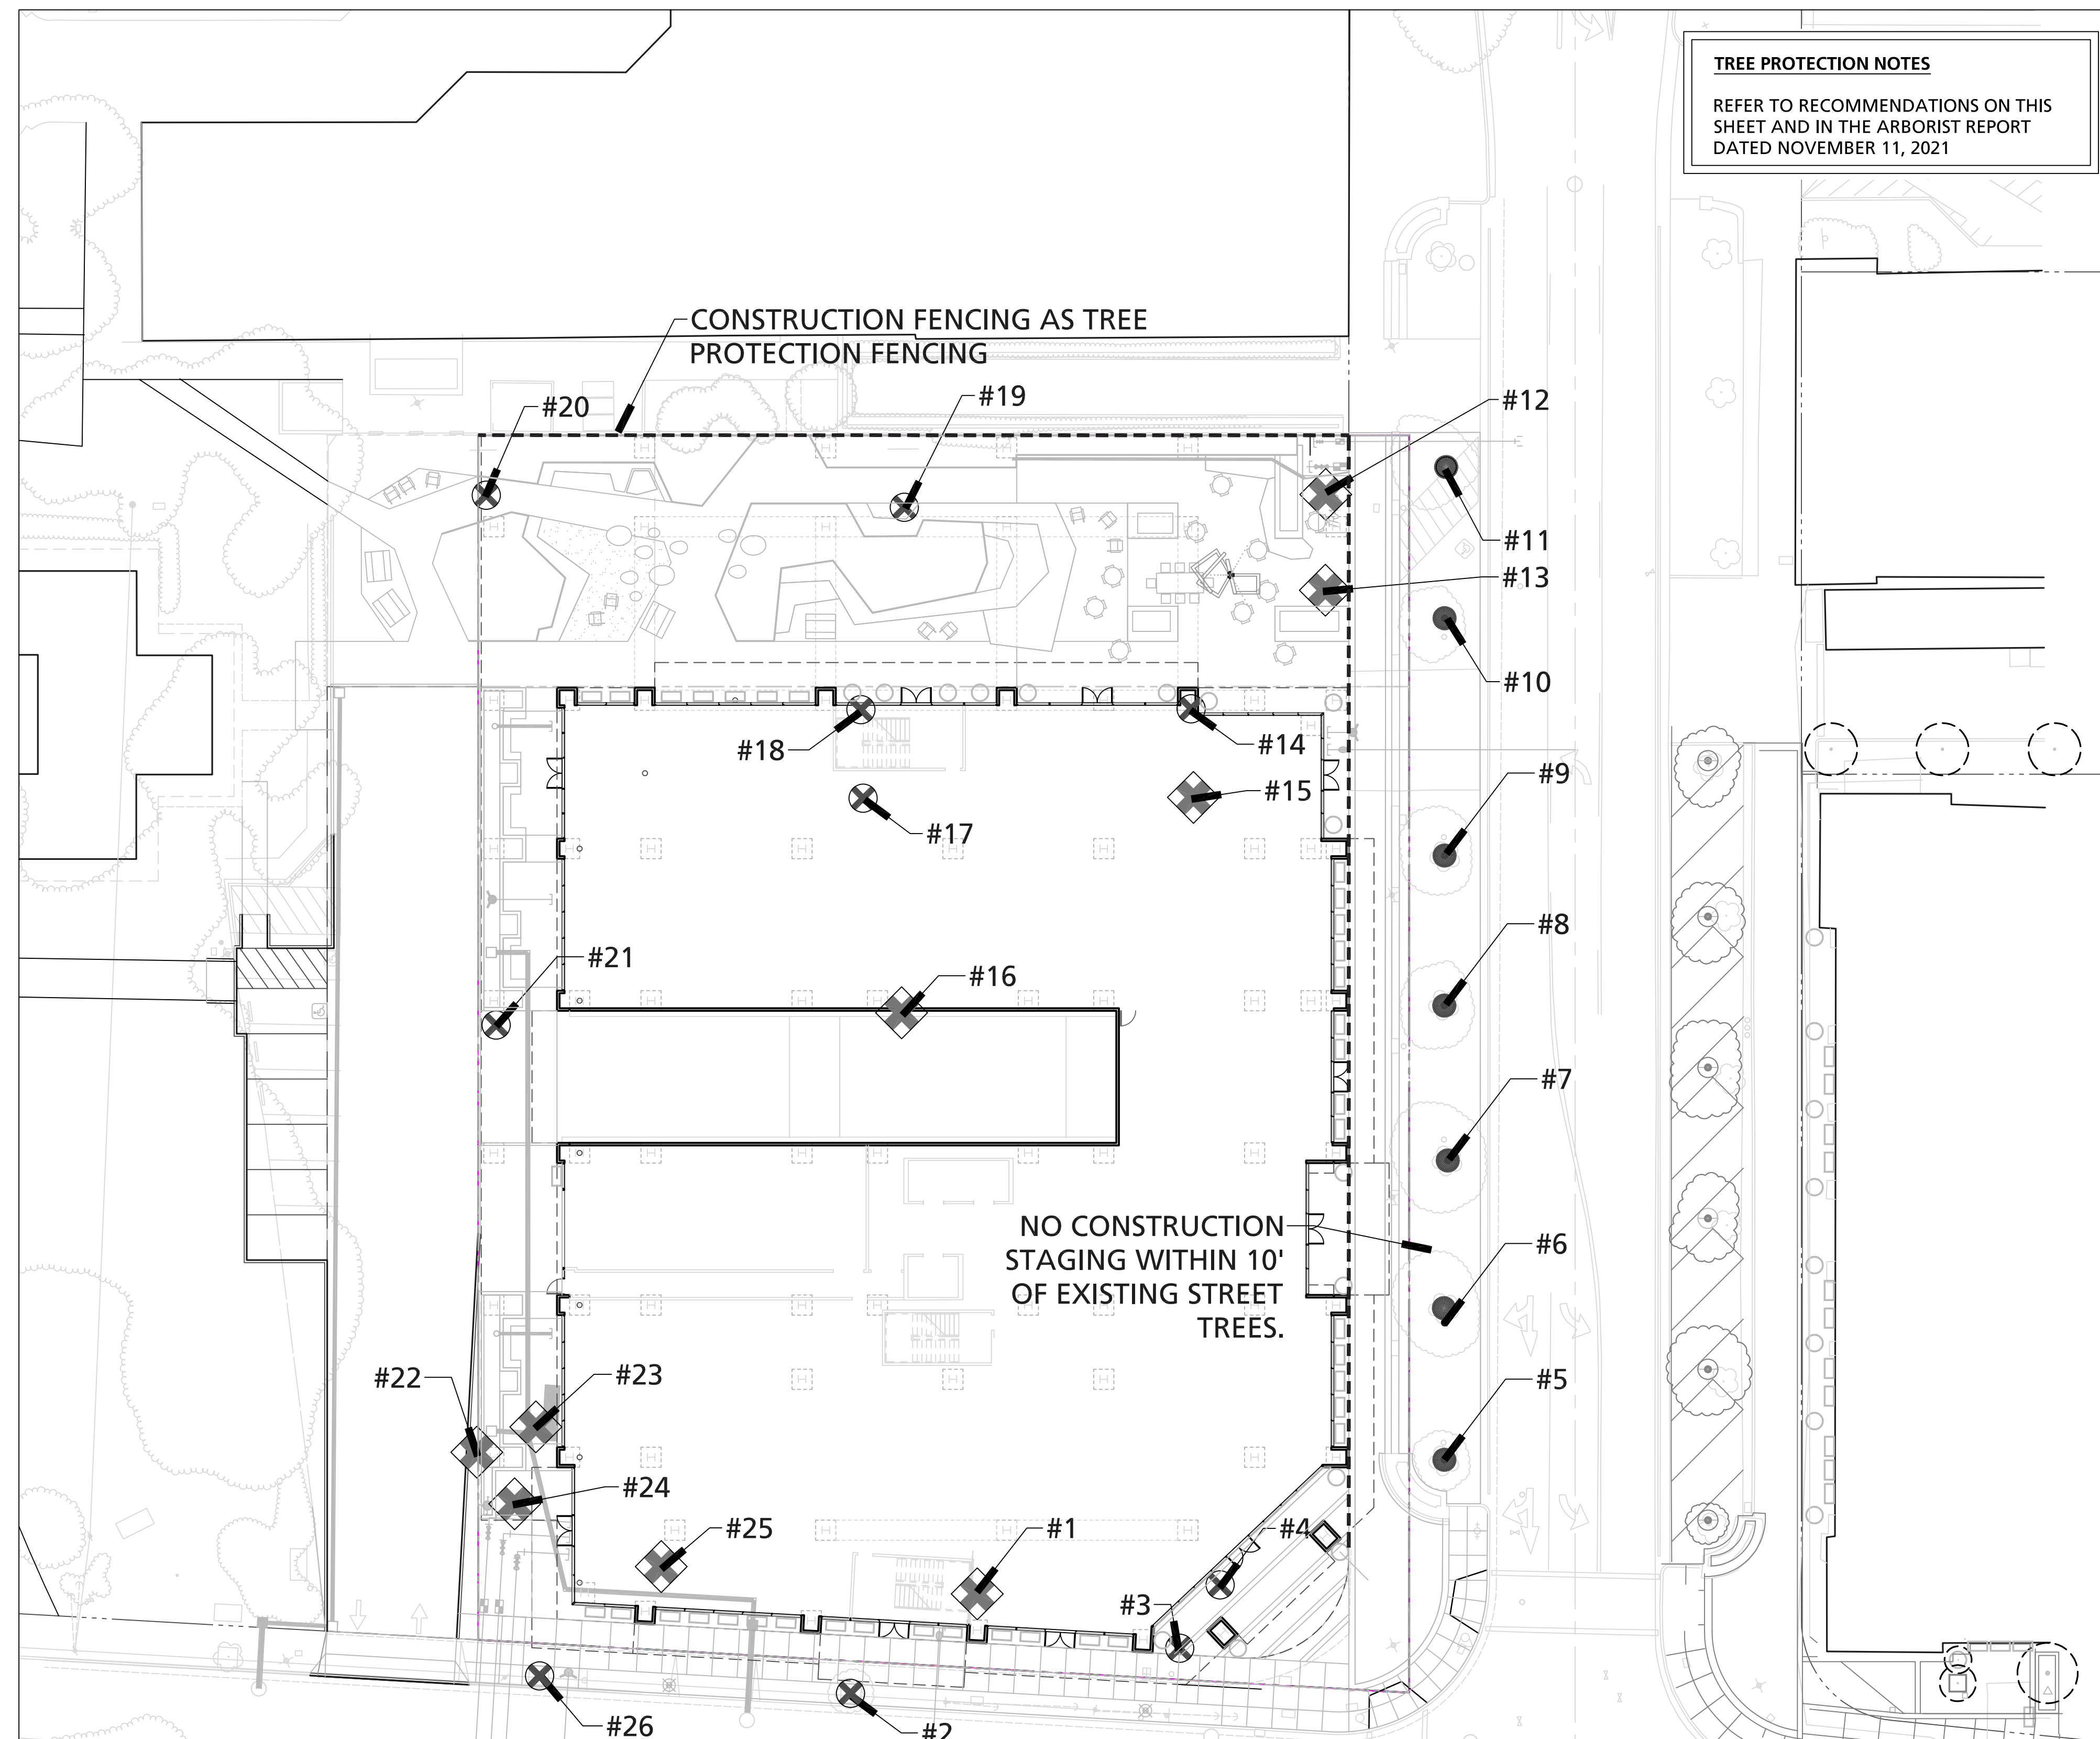 TREE PROTECTION NOTES
REFER TO RECOMMENDATIONS ON THIS
SHEET AND IN THE ARBORIST REPORT
DATED NOVEMBER 11, 2021
CONSTRUCTION FENCING AS TREE
PROTECTION FENCING
#20
#19
#12
#11
#13
#10
#18
#14
#15
#9
#17
#8
#21
#16
#7
NO CONSTRUCTION
STAGING WITHIN 10'
OF EXISTING STREET
TREES.
#6
#22
#23
#5
#24
#25
#1
#4
#3
#26
#2